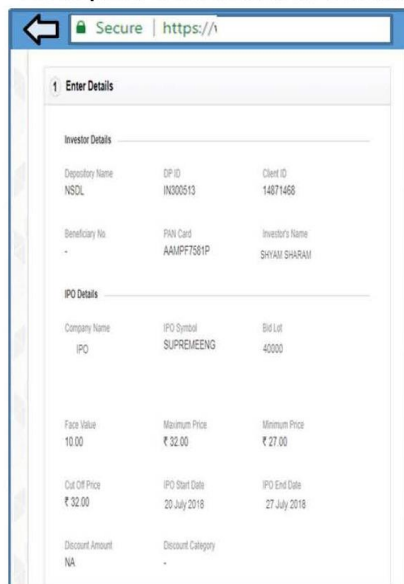 Secure | https://
1 Enter Details
Investor Details
Depository Name DP ID Client ID
NSDL IN300513 14871468
Beneficiary No. PAN Card Investor's Name
- AAMPF7581P SHYAM SHARAM
IPO Details
Company Name IPO Symbol Bid Lot
IPO SUPREMEENG 40000
Face Value Maximum Price Minimum Price
10.00 ₹ 32.00 ₹ 27.00
Cut Off Price IPO Start Date IPO End Date
₹ 32.00 20 July 2018 27 July 2018
Discount Amount Discount Category
NA -